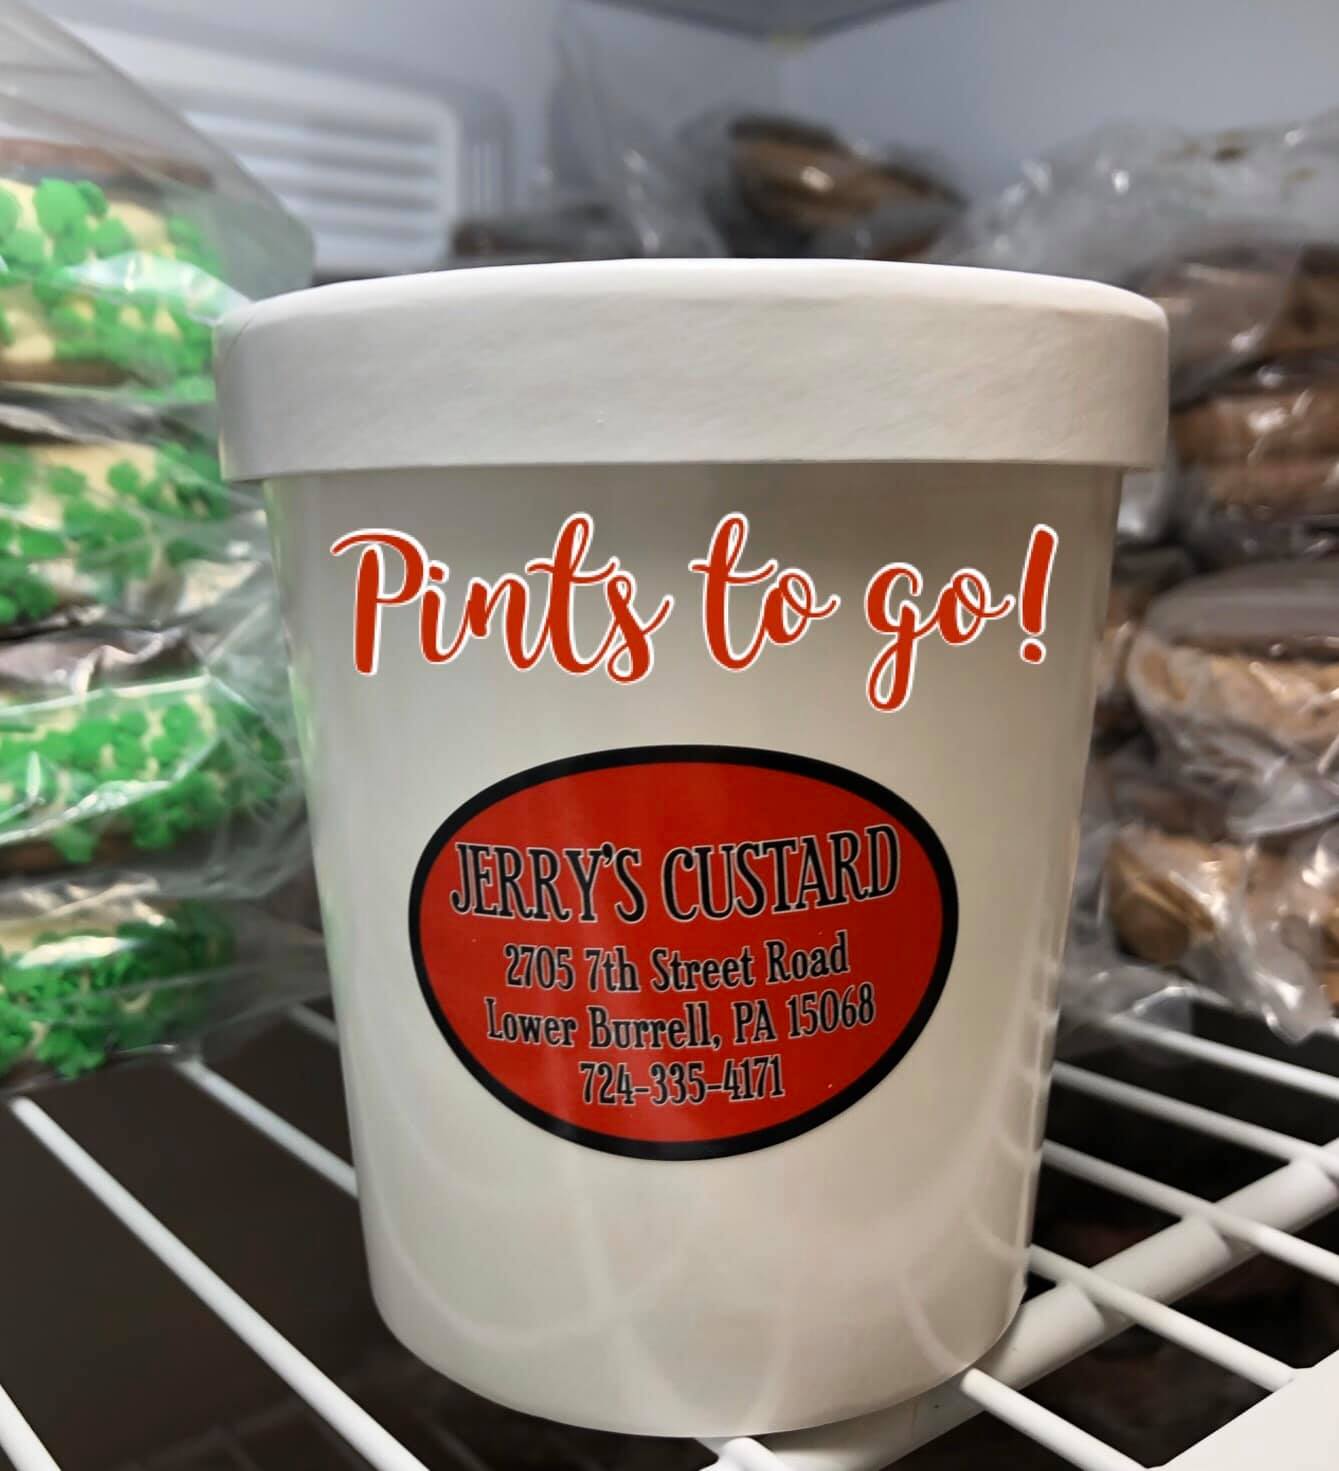 Pints to go!
JERRY'S CUSTARD
2705 7th Street Road
Lower Burrell, PA 15068
724-335-4171